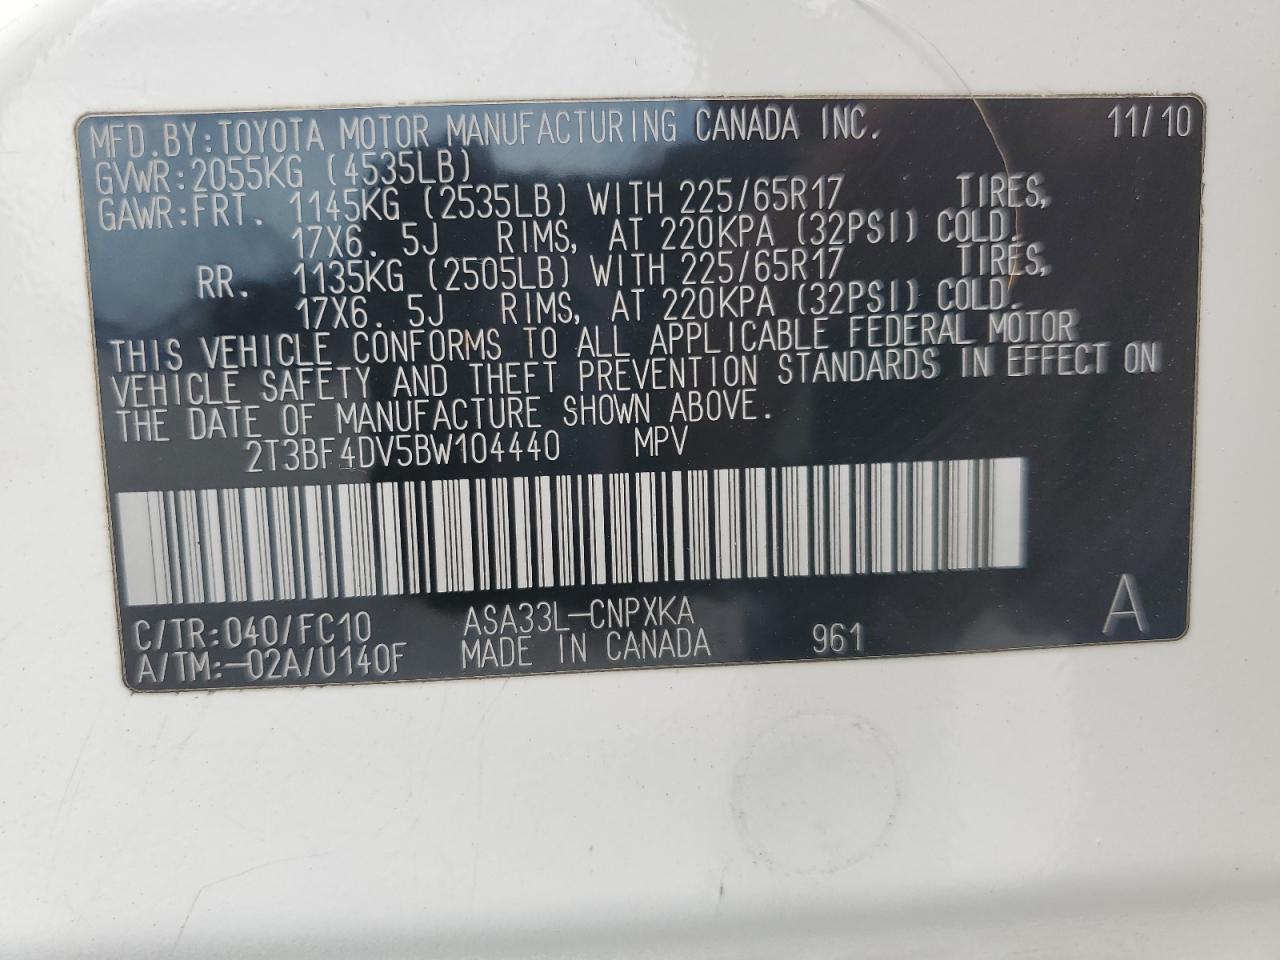 MFD.BY:TOYOTA MOTOR MANUFACTURING CANADA INC. 11/10
GVWR:2055KG (4535LB)
GAWR:FRT. 1145KG (2535LB) WITH 225/65R17 TIRES,
17X6.5J RIMS, AT 220KPA (32PSI) COLD.
RR. 1135KG (2505LB) WITH 225/65R17 TIRES,
17X6.5J RIMS, AT 220KPA (32PSI) COLD.
THIS VEHICLE CONFORMS TO ALL APPLICABLE FEDERAL MOTOR
VEHICLE SAFETY AND THEFT PREVENTION STANDARDS IN EFFECT ON
THE DATE OF MANUFACTURE SHOWN ABOVE.
2T3BF4DV5BW104440 MPV
C/TR:040/FC10 ASA33L-CNPXKA A
A/TM:-02A/U140F MADE IN CANADA 961